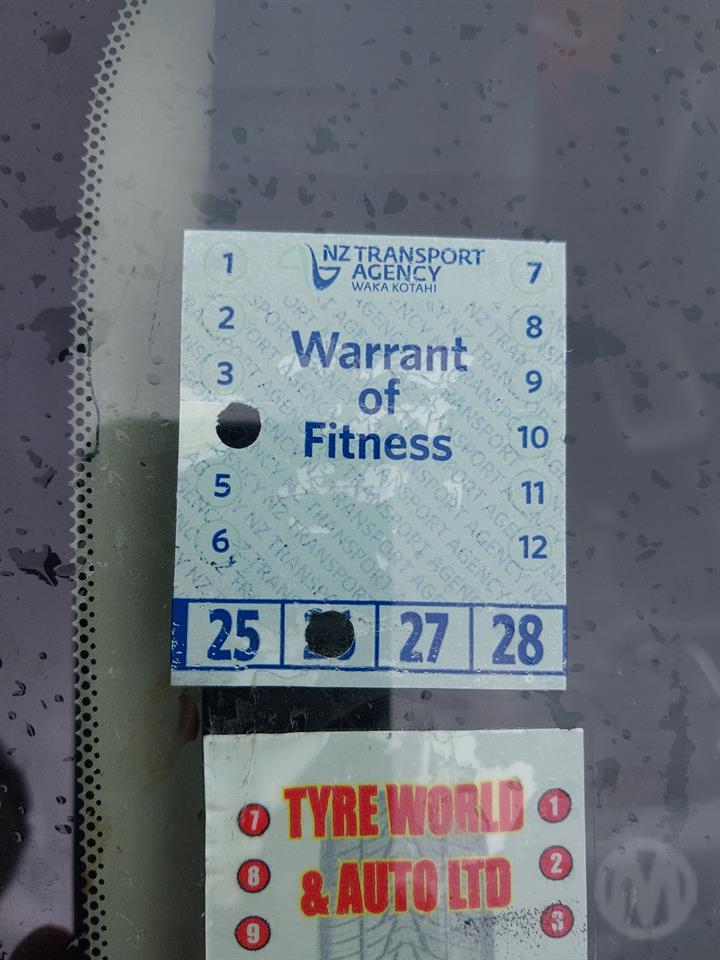 NZ TRANSPORT
AGENCY
WAKA KOTAHI
1
7
2
8
3
9
Warrant
of
Fitness
10
5
11
6
12
25
27
28
TYRE WORLD
& AUTO LTD
7
1
8
2
9
3
M